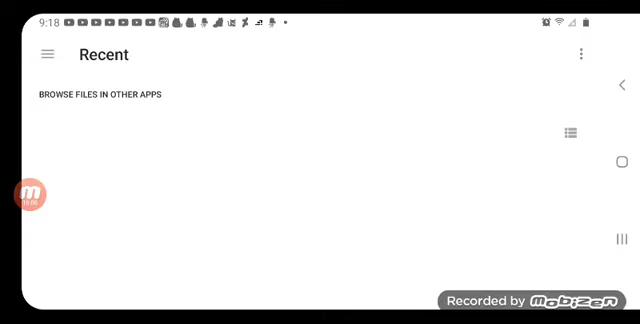 9:18
Recent
BROWSE FILES IN OTHER APPS
Recorded by MOBIZEN